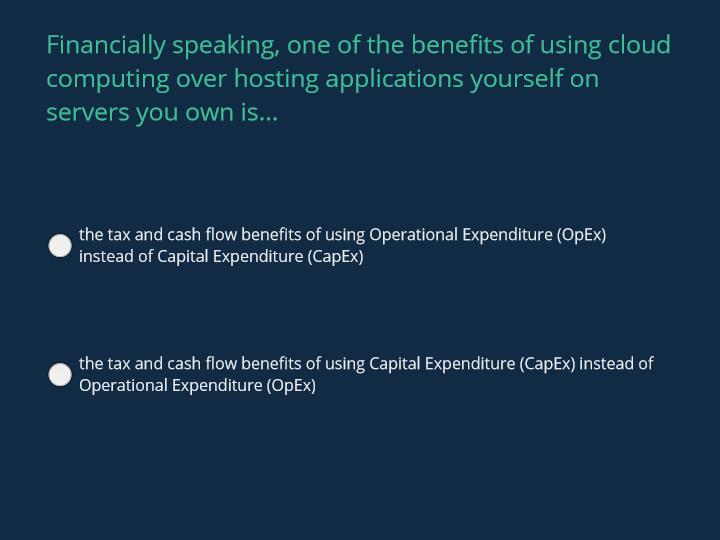 Financially speaking, one of the benefits of using cloud
computing over hosting applications yourself on
servers you own is...
the tax and cash flow benefits of using Operational Expenditure (OpEx)
instead of Capital Expenditure (CapEx)
the tax and cash flow benefits of using Capital Expenditure (CapEx) instead of
Operational Expenditure (OpEx)